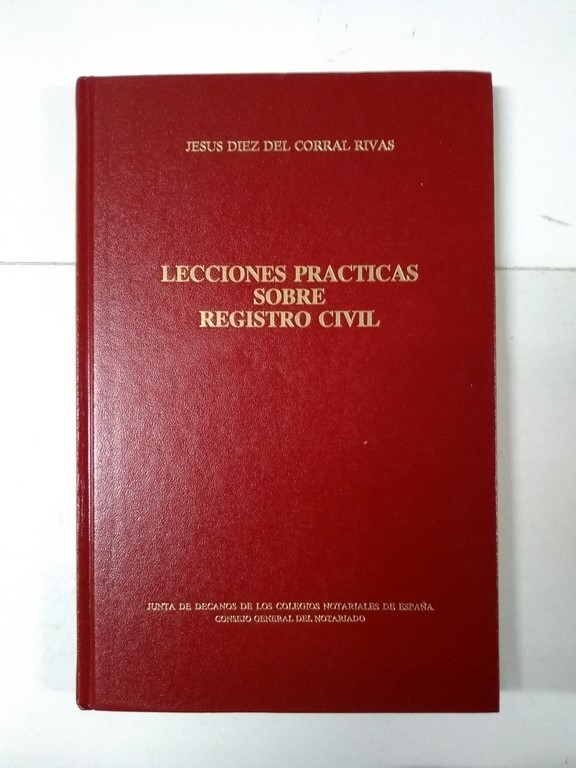 JESUS DIEZ DEL CORRAL RIVAS
LECCIONES PRACTICAS
SOBRE
REGISTRO CIVIL
JUNTA DE DECANOS DE LOS COLEGIOS NOTARIALES DE ESPAÑA.
CONSEJO GENERAL DEL NOTARIADO